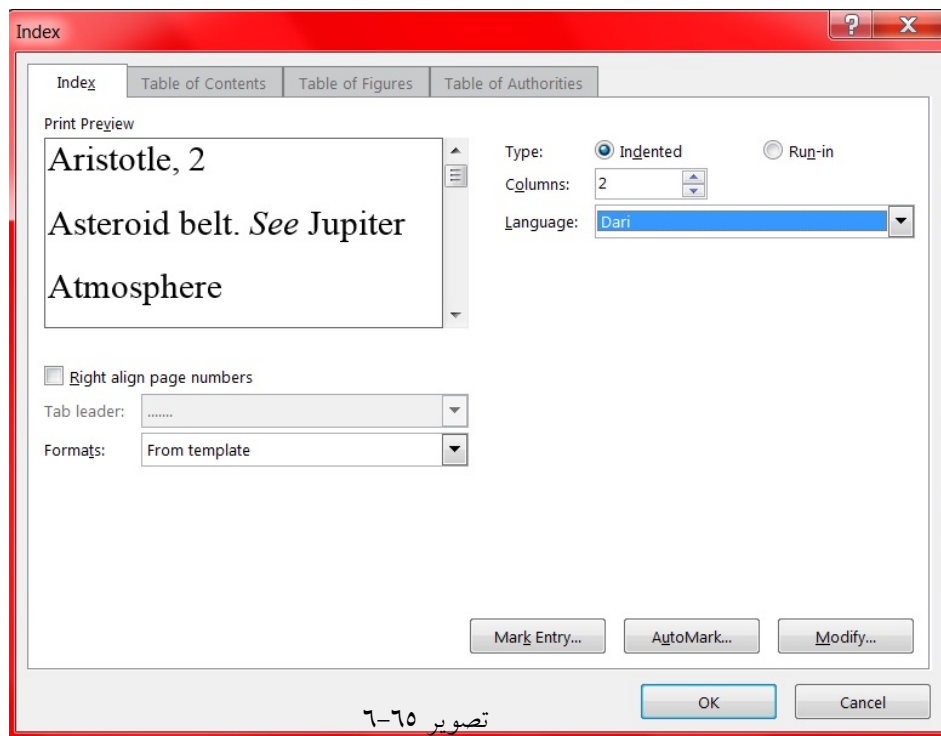 Index
Index
Table of Contents
Table of Figures
Table of Authorities
Print Preview
Aristotle, 2
Asteroid belt. See Jupiter
Atmosphere
Type: Indented Run-in
Columns: 2
Language: Dari
Right align page numbers
Tab leader: .......
Formats: From template
Mark Entry... AutoMark... Modify...
OK Cancel
تصویر ٦٥-٦